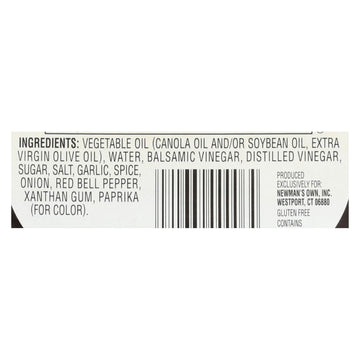 INGREDIENTS: VEGETABLE OIL (CANOLA OIL AND/OR SOYBEAN OIL, EXTRA
VIRGIN OLIVE OIL), WATER, BALSAMIC VINEGAR, DISTILLED VINEGAR,
SUGAR, SALT, GARLIC, SPICE,
ONION, RED BELL PEPPER,
XANTHAN GUM, PAPRIKA
(FOR COLOR).
PRODUCED
EXCLUSIVELY FOR
NEWMAN'S OWN, INC.
WESTPORT, CT 06880
GLUTEN FREE
CONTAINS